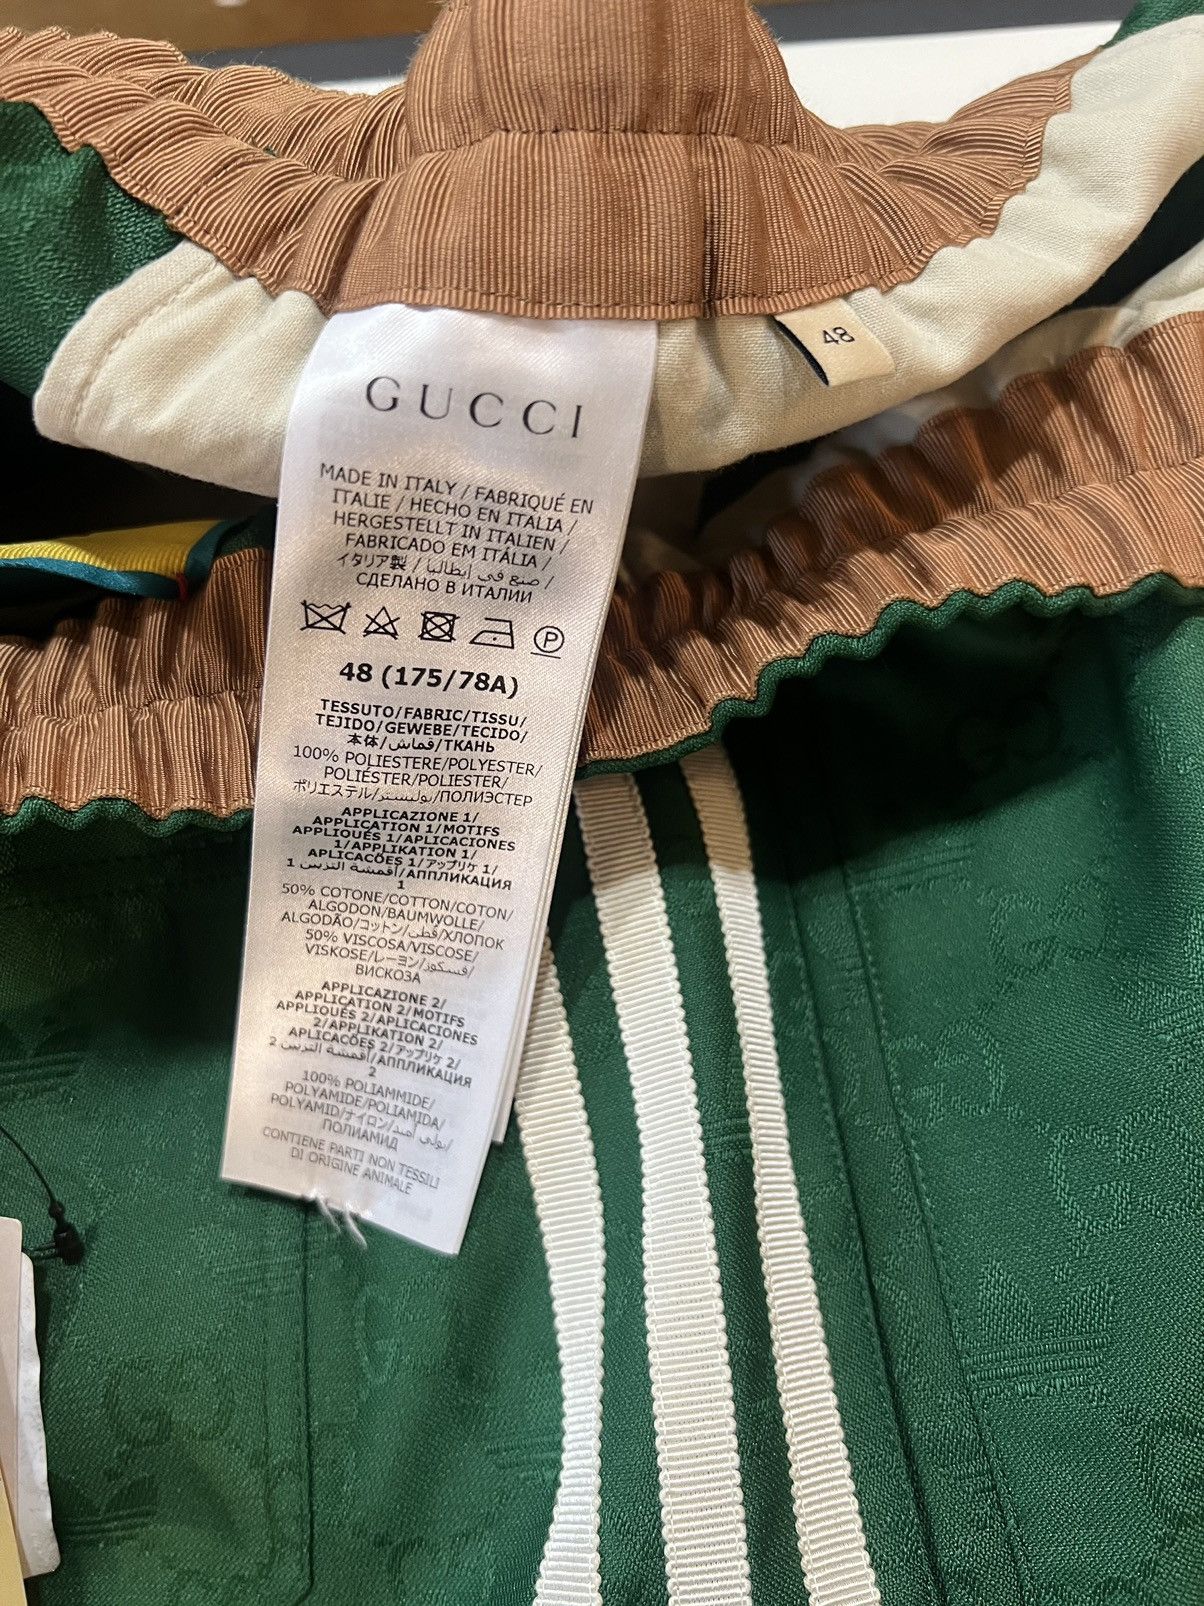 48
GUCCI
MADE IN ITALY / FABRIQUÉ EN
ITALIE / HECHO EN ITALIA /
HERGESTELLT IN ITALIEN /
FABRICADO EM ITÁLIA /
イタリア製 / صنع في إيطاليا /
СДЕЛАНО В ИТАЛИИ
P
48 (175/78A)
TESSUTO/FABRIC/TISSU/
TEJIDO/GEWEBE/TECIDO/
本体/قماش/ТКАНЬ
100% POLIESTERE/POLYESTER/
POLIÉSTER/POLIESTER/
ポリエステル/بوليستر/ПОЛИЭСТЕР
APPLICAZIONE 1/
APPLICATION 1/MOTIFS
APPLIQUÉS 1/APLICACIONES
1/APPLIKATION 1/
APLICAÇÕES 1/アップリケ 1/
1 أقمشة التزيين/АППЛИКАЦИЯ
1
50% COTONE/COTTON/COTON/
ALGODON/BAUMWOLLE/
ALGODÃO/コットン/قطن/ХЛОПОК
50% VISCOSA/VISCOSE/
VISKOSE/レーヨン/فسكوز/
ВИСКОЗА
APPLICAZIONE 2/
APPLICATION 2/MOTIFS
APPLIQUÉS 2/APLICACIONES
2/APPLIKATION 2/
APLICAÇÕES 2/アップリケ 2/
2 أقمشة التزيين/АППЛИКАЦИЯ
2
100% POLIAMMIDE/
POLYAMIDE/POLIAMIDA/
POLYAMID/ナイロン/بولي أميد/
ПОЛИАМИД
CONTIENE PARTI NON TESSILI
DI ORIGINE ANIMALE